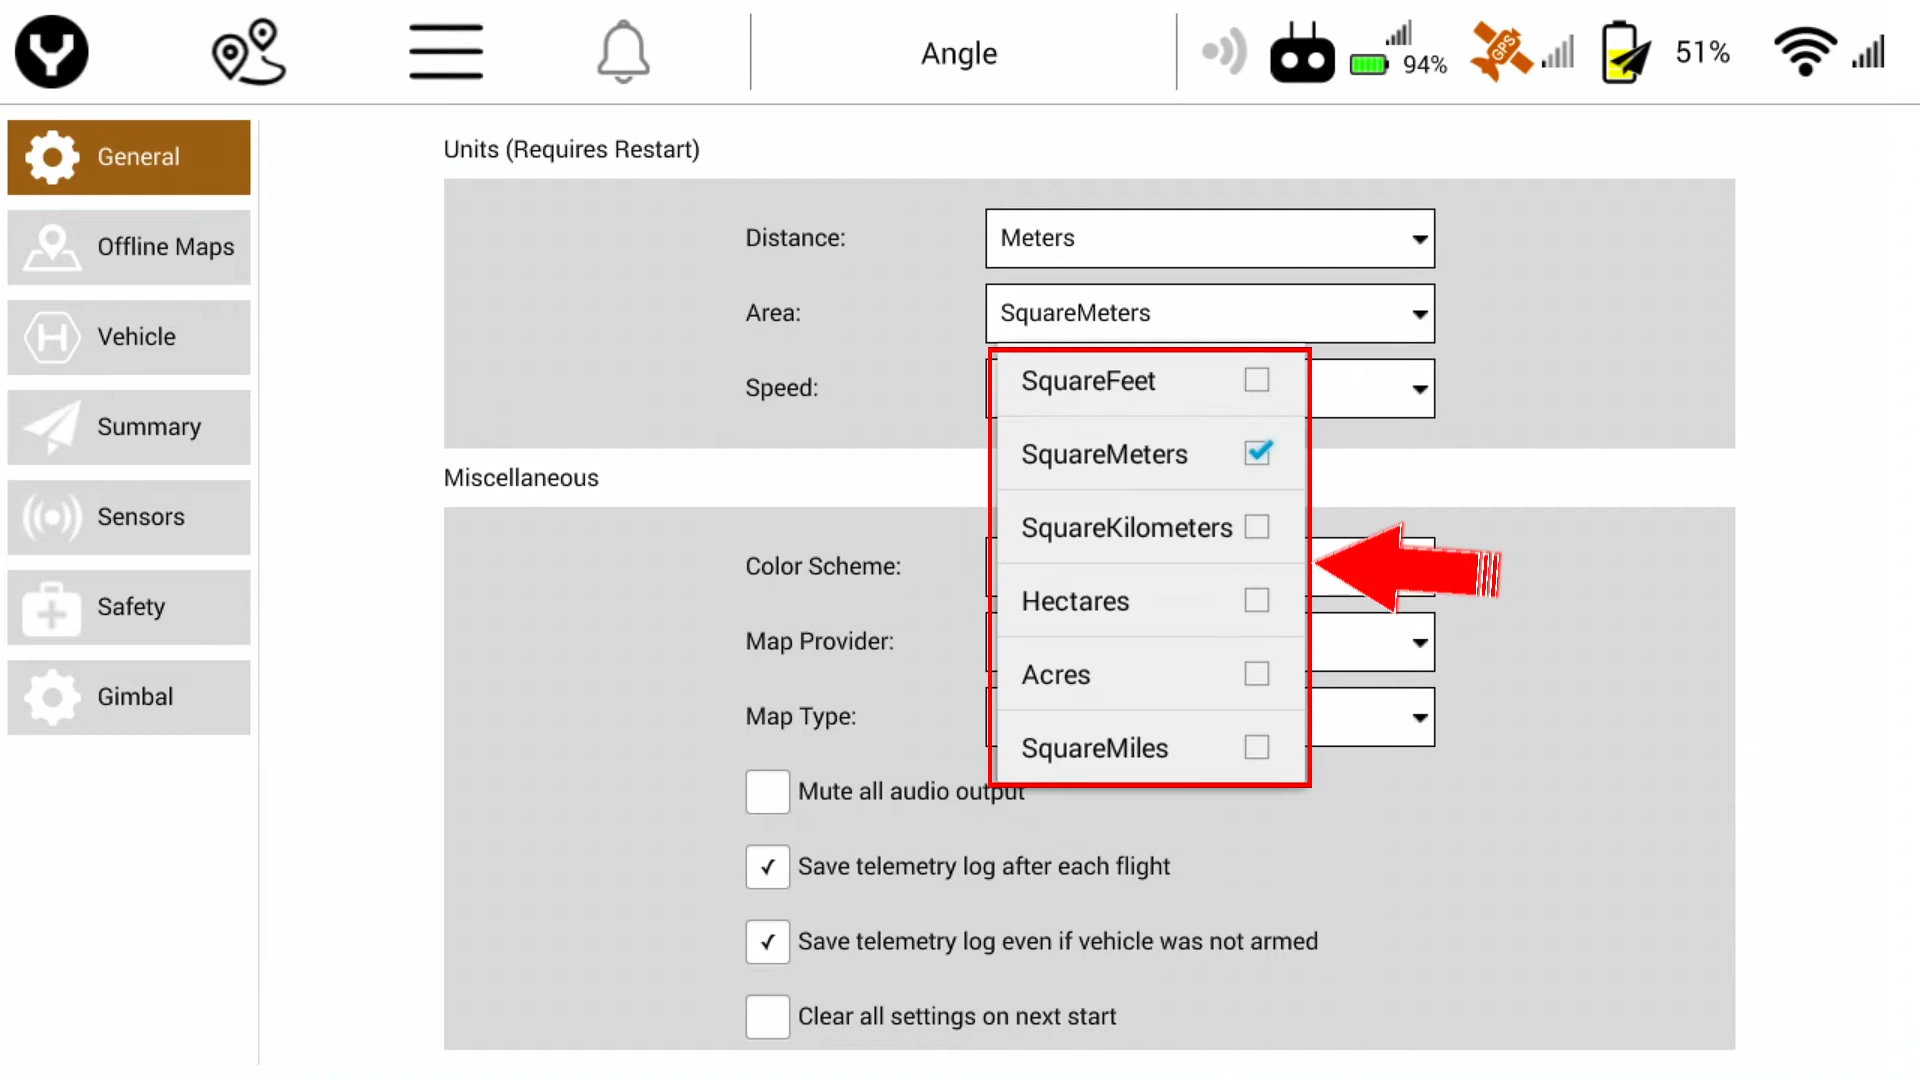 Angle
94%
GPS
51%
General
Offline Maps
Vehicle
Summary
Sensors
Safety
Gimbal
Units (Requires Restart)
Distance:
Meters
Area:
SquareMeters
Speed:
SquareFeet
SquareMeters
SquareKilometers
Hectares
Acres
SquareMiles
Miscellaneous
Color Scheme:
Map Provider:
Map Type:
Mute all audio output
Save telemetry log after each flight
Save telemetry log even if vehicle was not armed
Clear all settings on next start